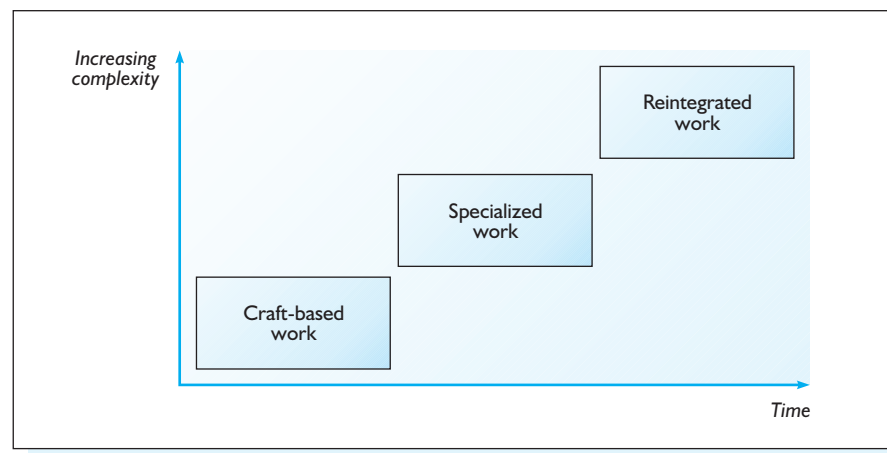 Increasing
complexity
Reintegrated
work
Specialized
work
Craft-based
work
Time